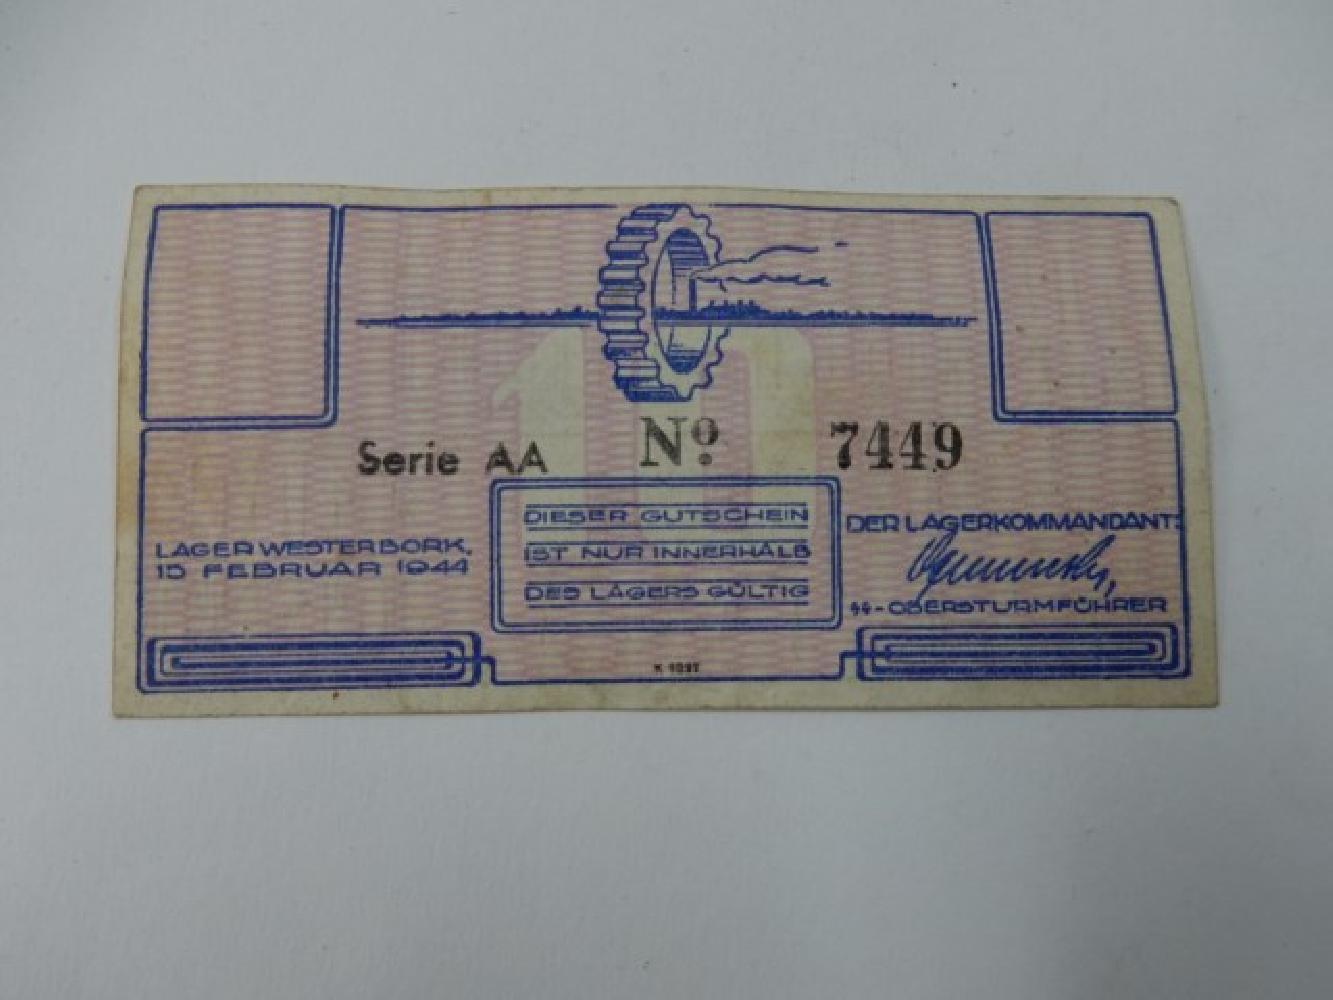 10
Serie AA Nº 7449
LAGER WESTERBORK,
15 FEBRUAR 1944
DIESER GUTSCHEIN
IST NUR INNERHALB
DES LAGERS GÜLTIG
DER LAGERKOMMANDANT:
SS-OBERSTURMFÜHRER